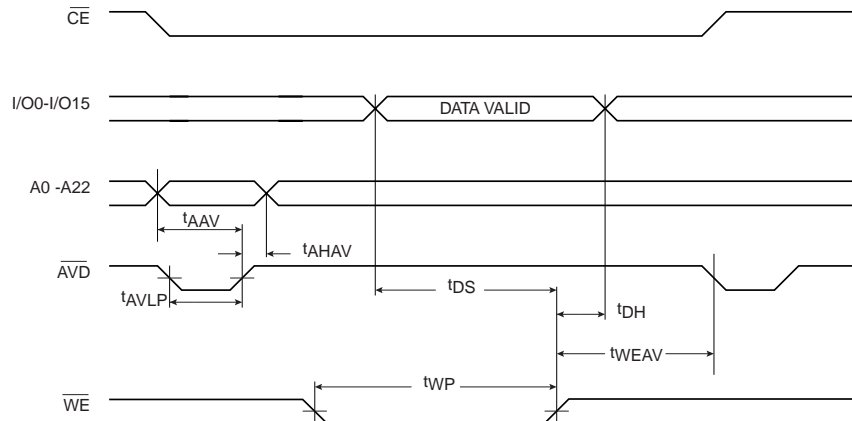 CE
I/O0-I/O15
DATA VALID
A0 -A22
tAAV
tAHAV
AVD
tAVLP
tDS
tDH
tWEAV
tWP
WE